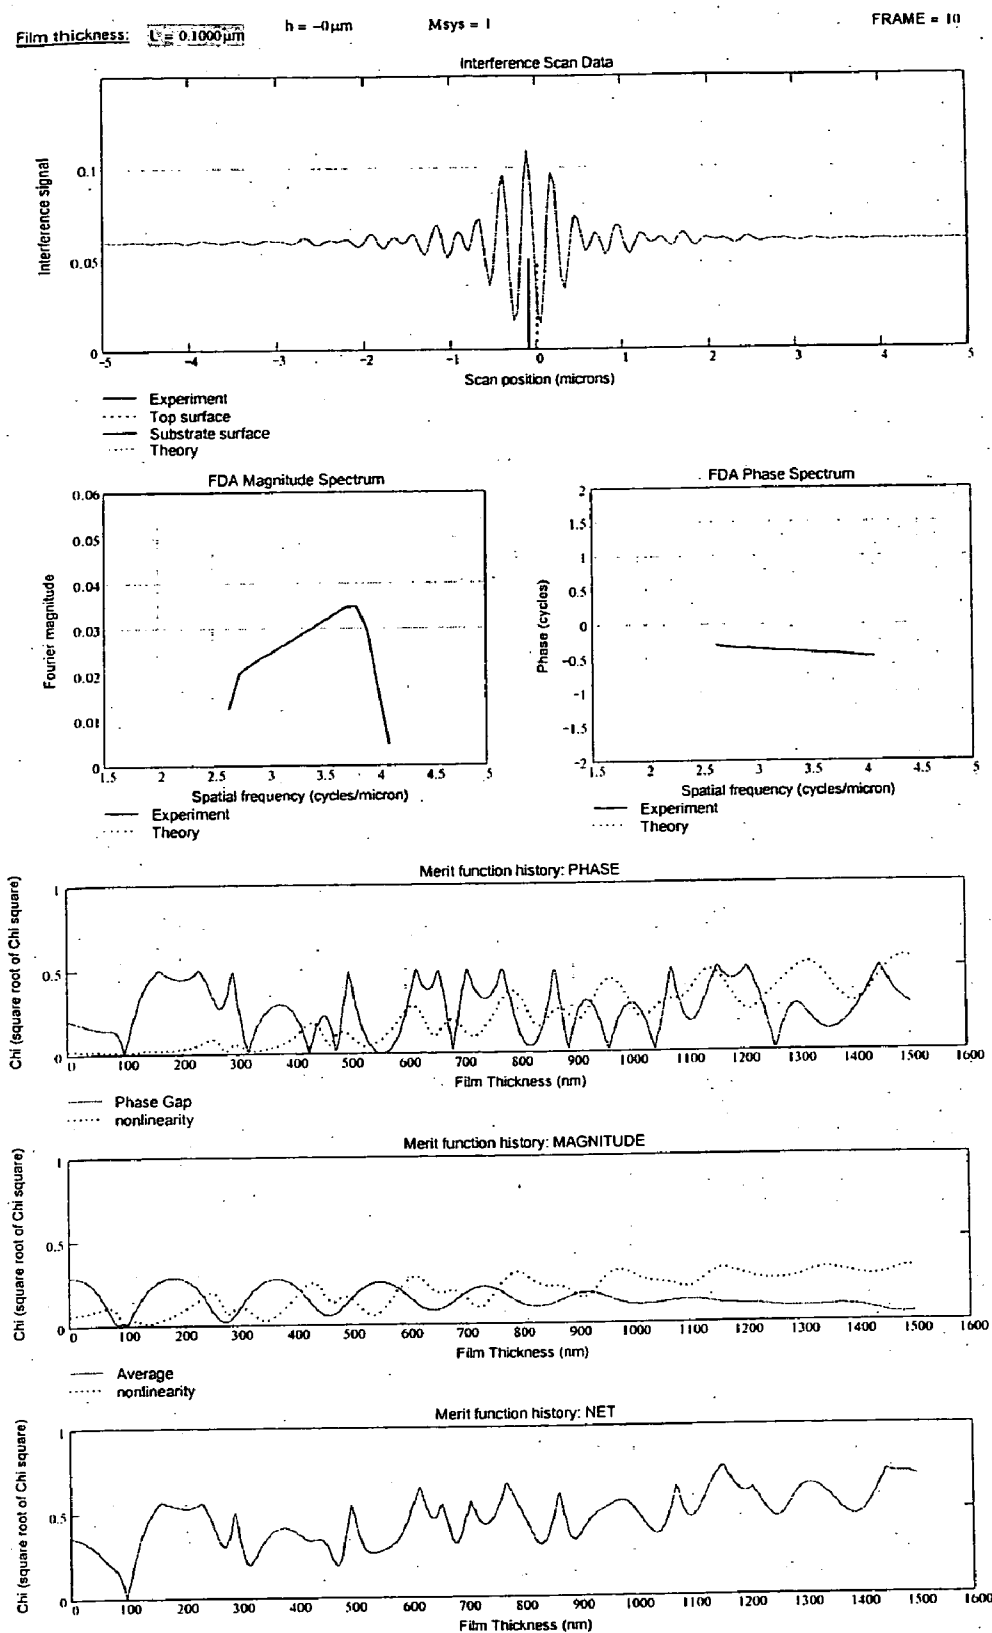 FRAME = 10
Film thickness: L = 0.1000μm h = −0μm Msys = 1
Interference Scan Data
Interference signal
0.1
0.05
0
−5 −4 −3 −2 −1 0 1 2 3 4 5
Scan position (microns)
Experiment
Top surface
Substrate surface
Theory
FDA Magnitude Spectrum
Fourier magnitude
0.06
0.05
0.04
0.03
0.02
0.01
0
1.5 2 2.5 3 3.5 4 4.5 5
Spatial frequency (cycles/micron)
Experiment
Theory
FDA Phase Spectrum
Phase (cycles)
2
1.5
1
0.5
0
−0.5
−1
−1.5
−2
1.5 2 2.5 3 3.5 4 4.5 5
Spatial frequency (cycles/micron)
Experiment
Theory
Merit function history: PHASE
Chi (square root of Chi square)
1
0.5
0
0 100 200 300 400 500 600 700 800 900 1000 1100 1200 1300 1400 1500 1600
Film Thickness (nm)
Phase Gap
nonlinearity
Merit function history: MAGNITUDE
Chi (square root of Chi square)
1
0.5
0
0 100 200 300 400 500 600 700 800 900 1000 1100 1200 1300 1400 1500 1600
Film Thickness (nm)
Average
nonlinearity
Merit function history: NET
Chi (square root of Chi square)
1
0.5
0
0 100 200 300 400 500 600 700 800 900 1000 1100 1200 1300 1400 1500 1600
Film Thickness (nm)